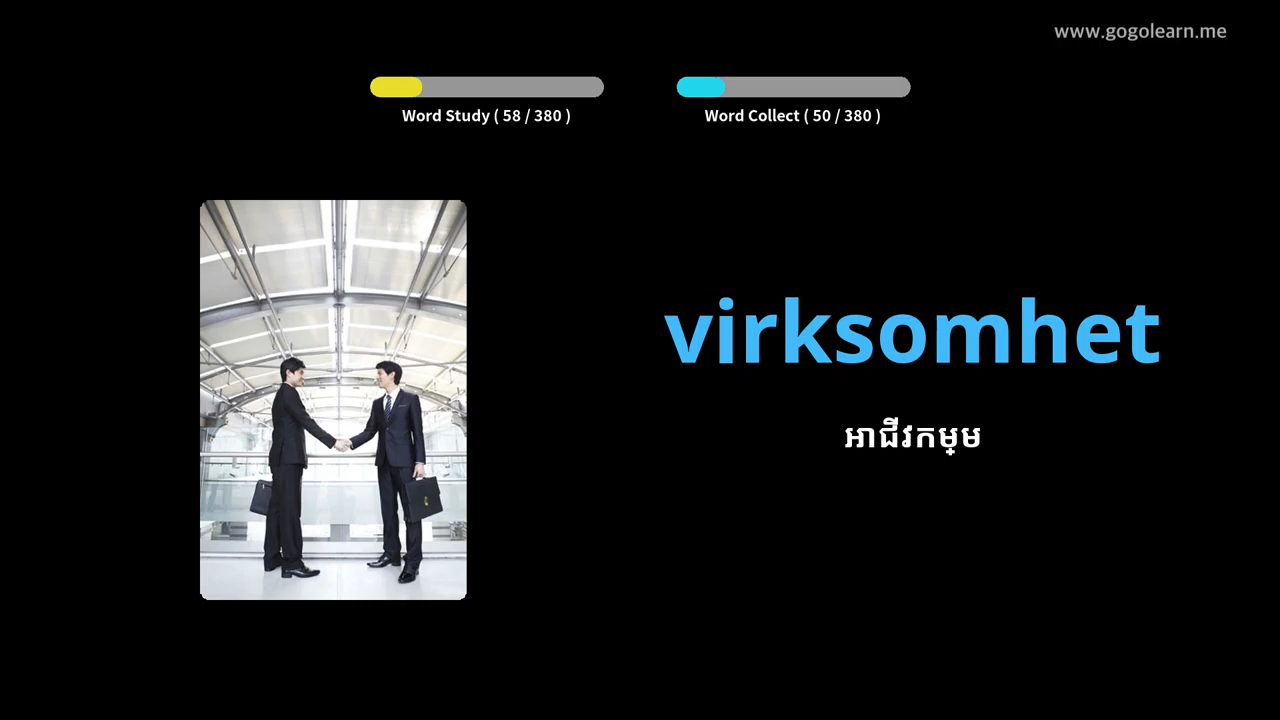 www.gogolearn.me
Word Study ( 58 / 380 )
Word Collect ( 50 / 380 )
virksomhet
អាជីវកម្ម